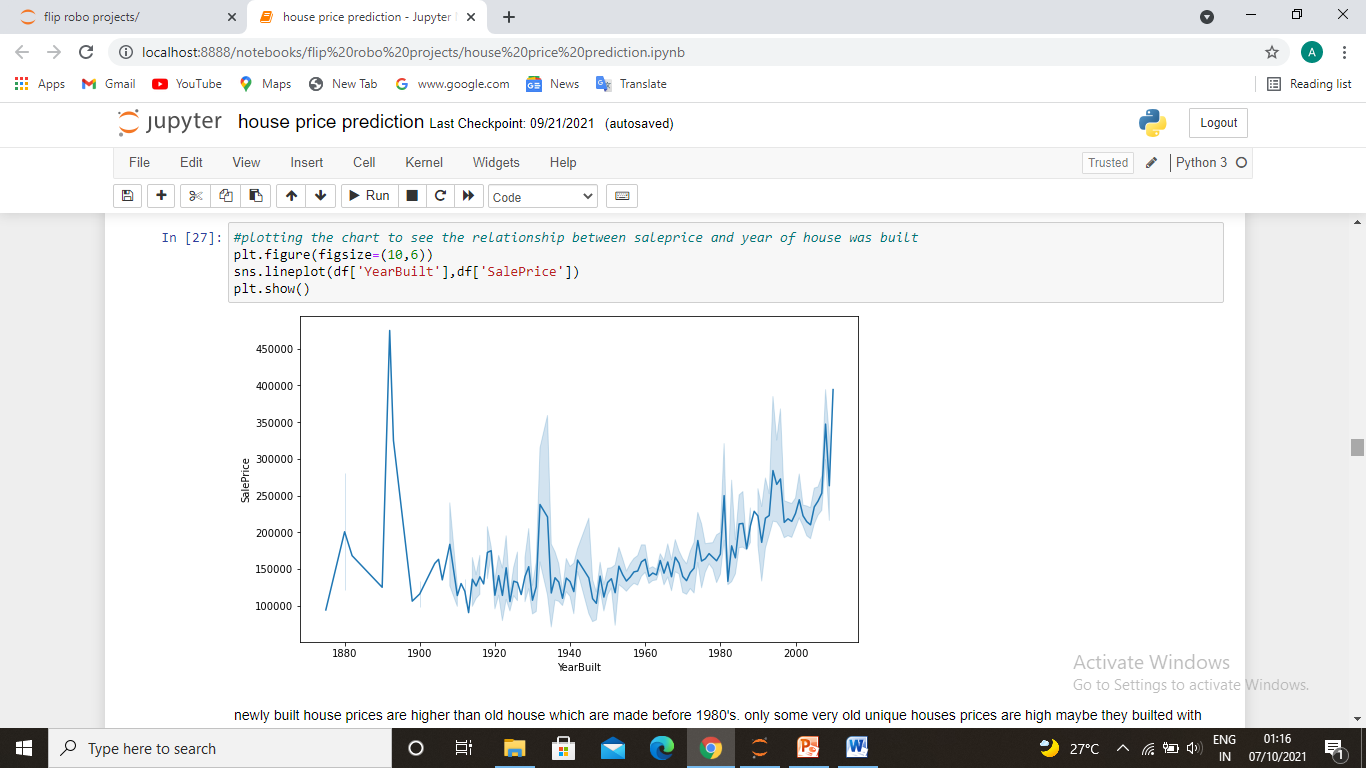 flip robo projects/
house price prediction - Jupyter
localhost:8888/notebooks/flip%20robo%20projects/house%20price%20prediction.ipynb
A
Apps Gmail YouTube Maps New Tab www.google.com News Translate Reading list
jupyter house price prediction Last Checkpoint: 09/21/2021 (autosaved) Logout
File Edit View Insert Cell Kernel Widgets Help Trusted Python 3
Run Code
In [27]: #plotting the chart to see the relationship between saleprice and year of house was built
plt.figure(figsize=(10,6))
sns.lineplot(df['YearBuilt'],df['SalePrice'])
plt.show()
450000
400000
350000
300000
250000
200000
150000
100000
SalePrice
1880 1900 1920 1940 1960 1980 2000
YearBuilt
Activate Windows
Go to Settings to activate Windows.
newly built house prices are higher than old house which are made before 1980's. only some very old unique houses prices are high maybe they builted with
Type here to search
27°C
ENG
IN
01:16
07/10/2021
1